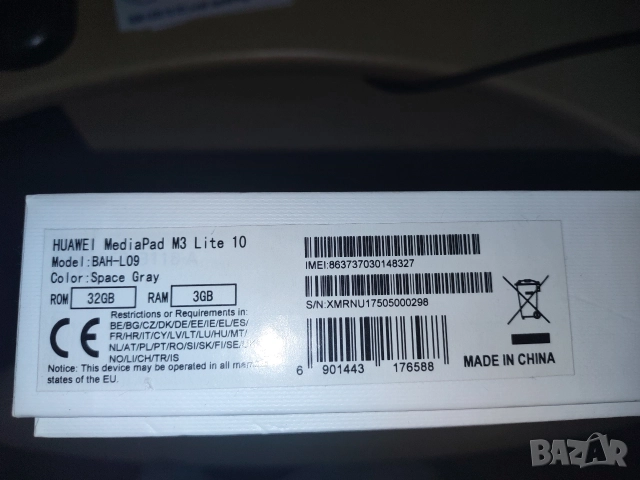 HUAWEI MediaPad M3 Lite 10
Model:BAH-L09
Color:Space Gray
ROM 32GB RAM 3GB
CE
Restrictions or Requirements in:
BE/BG/CZ/DK/DE/EE/IE/EL/ES/
FR/HR/IT/CY/LV/LT/LU/HU/MT/
NL/AT/PL/PT/RO/SI/SK/FI/SE/
NO/LI/CH/TR/IS
Notice: This device may be operated in all
states of the EU.
IMEI:863737030148327
S/N:XMRNU17505000298
6 901443 176588
MADE IN CHINA
BAZAR